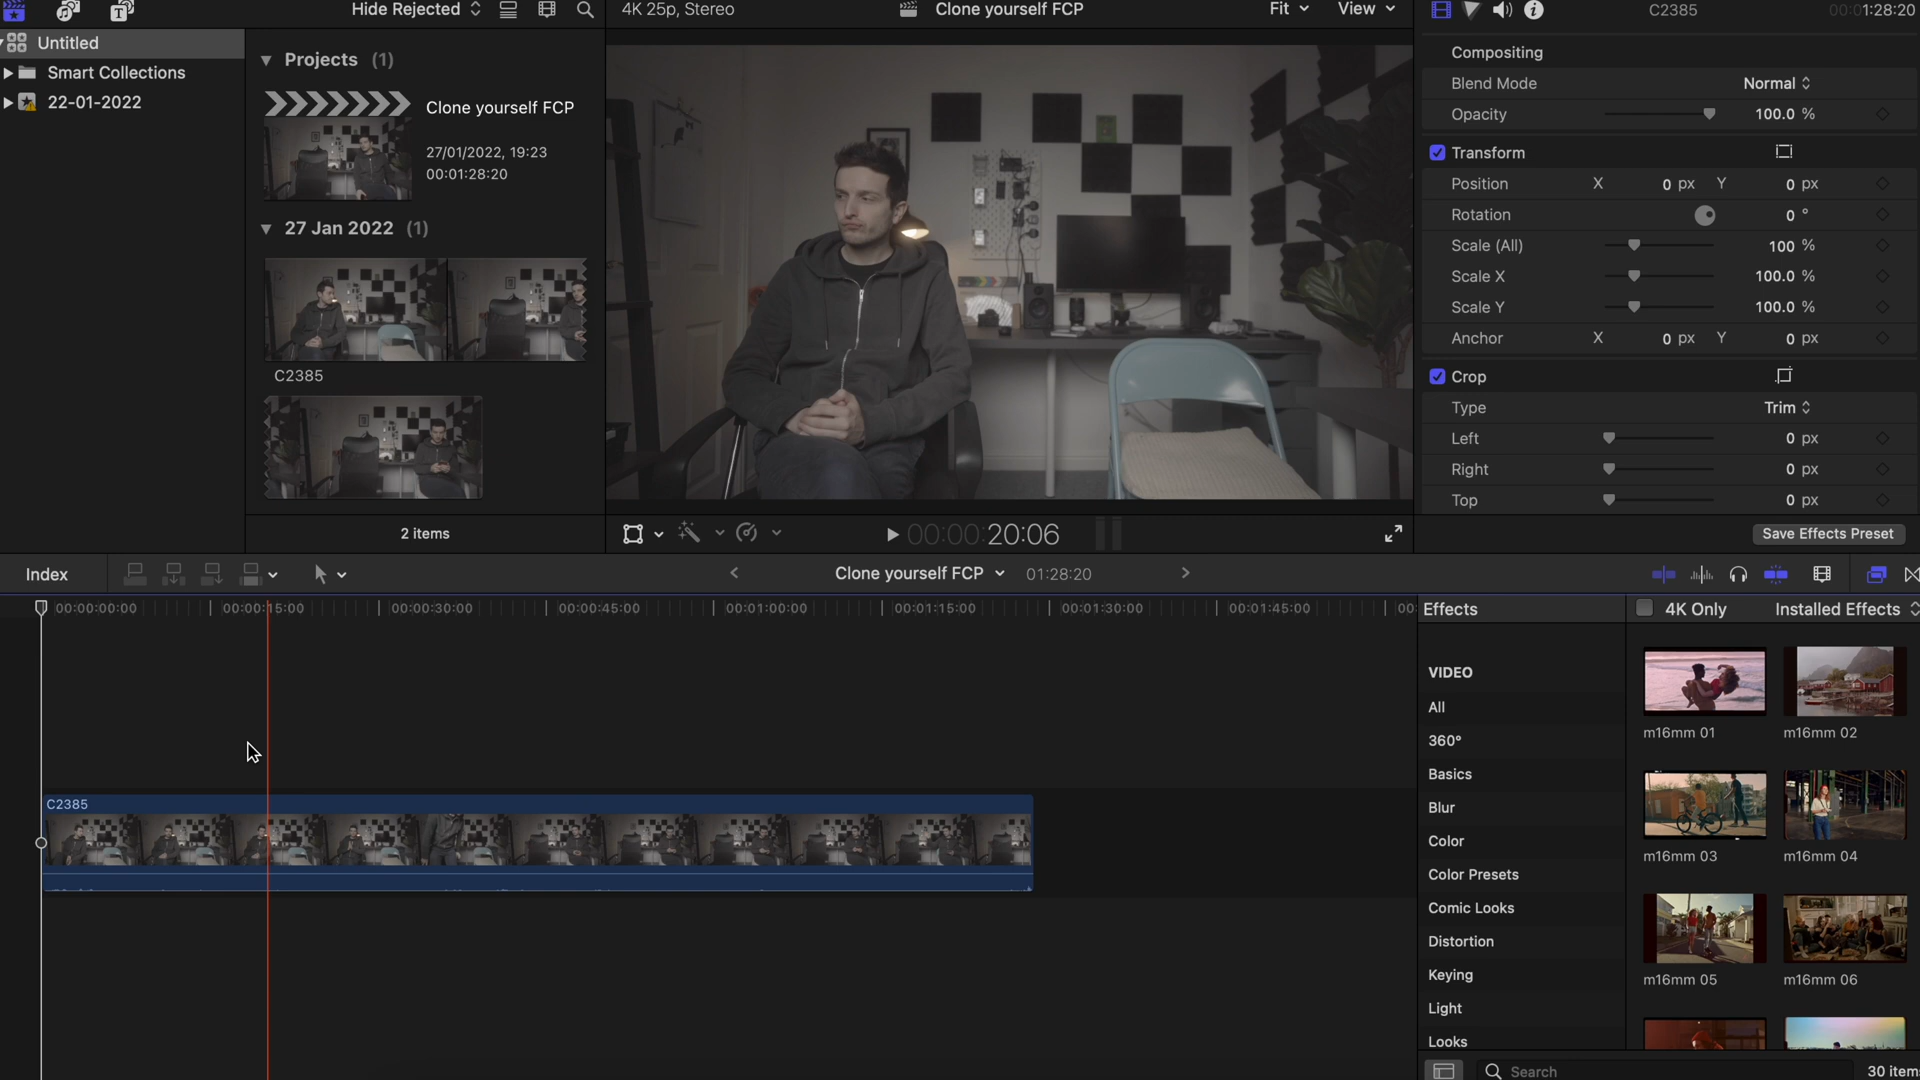 Hide Rejected
4K 25p, Stereo
Clone yourself FCP
Fit
View
C2385
00:01:28:20
Untitled
Smart Collections
22-01-2022
Projects (1)
Clone yourself FCP
27/01/2022, 19:23
00:01:28:20
27 Jan 2022 (1)
C2385
2 items
00:00:00:20:06
Compositing
Blend Mode Normal
Opacity 100.0 %
Transform
Position X 0 px Y 0 px
Rotation 0 °
Scale (All) 100 %
Scale X 100.0 %
Scale Y 100.0 %
Anchor X 0 px Y 0 px
Crop
Type Trim
Left 0 px
Right 0 px
Top 0 px
Save Effects Preset
Index
Clone yourself FCP 01:28:20
00:00:00:00
00:00:15:00
00:00:30:00
00:00:45:00
00:01:00:00
00:01:15:00
00:01:30:00
00:01:45:00
00:
C2385
Effects
4K Only
Installed Effects
VIDEO
All
360°
Basics
Blur
Color
Color Presets
Comic Looks
Distortion
Keying
Light
Looks
m16mm 01
m16mm 02
m16mm 03
m16mm 04
m16mm 05
m16mm 06
Search
30 item